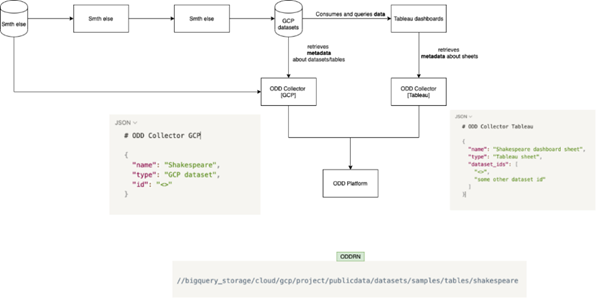 Smth else
Smth else
Smth else
GCP
datasets
Consumes and queries data
Tableau dashboards
retrieves
metadata
about datasets/tables
retrieves
metadata about sheets
ODD Collector
[GCP]
ODD Collector
[Tableau]
ODD Platform
JSON
# ODD Collector GCP
{
"name": "Shakespeare",
"type": "GCP dataset",
"id": "<>"
}
JSON
# ODD Collector Tableau
{
"name": "Shakespeare dashboard sheet",
"type": "Tableau sheet",
"dataset_ids": [
"<>",
"some other dataset id"
]
}
ODDRN
//bigquery_storage/cloud/gcp/project/publicdata/datasets/samples/tables/shakespeare